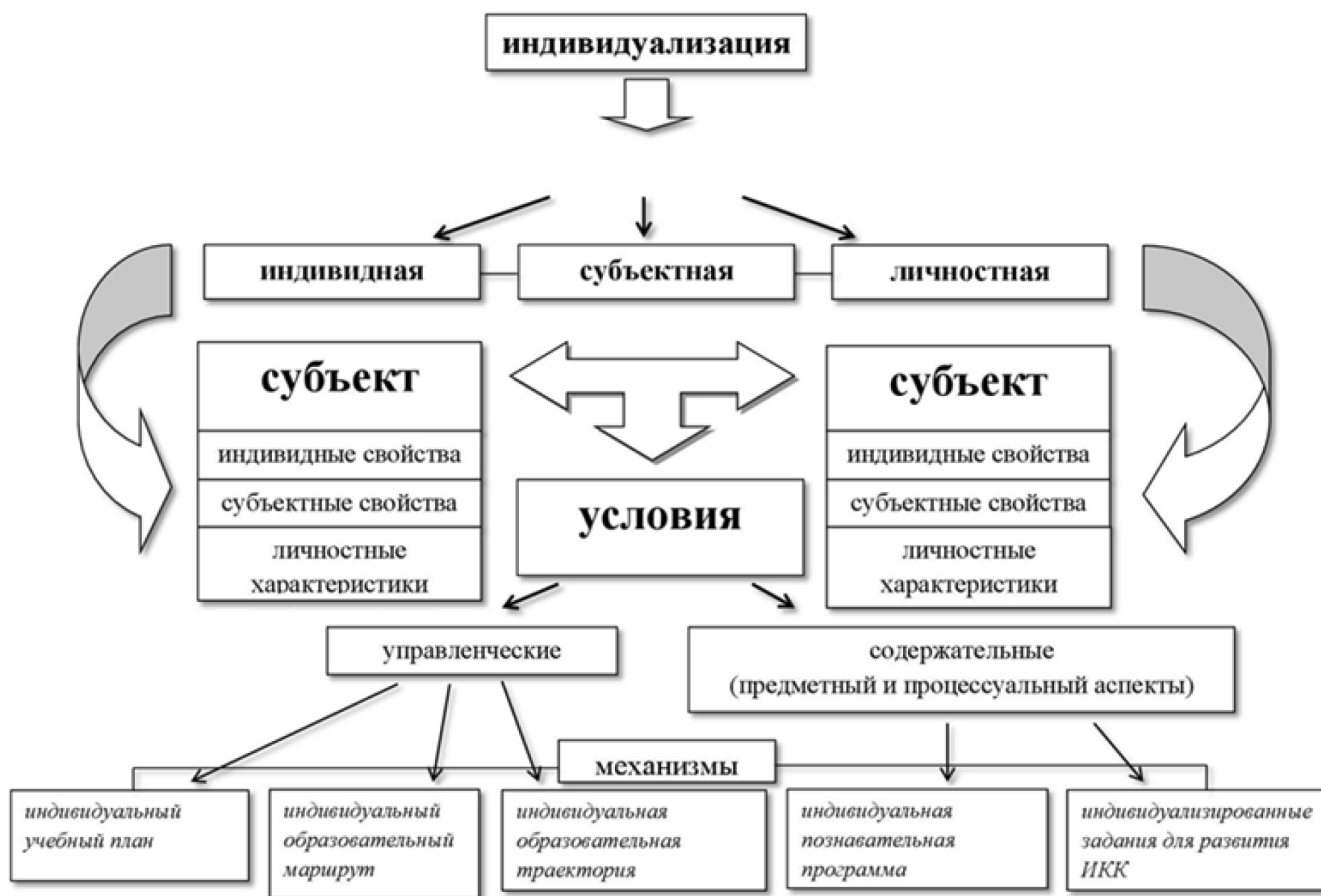 индивидуализация
индивидная
субъектная
личностная
субъект
индивидные свойства
субъектные свойства
личностные
характеристики
субъект
индивидные свойства
субъектные свойства
личностные
характеристики
условия
управленческие
содержательные
(предметный и процессуальный аспекты)
механизмы
индивидуальный
учебный план
индивидуальный
образовательный
маршрут
индивидуальная
образовательная
траектория
индивидуальная
познавательная
программа
индивидуализированные
задания для развития
ИКК